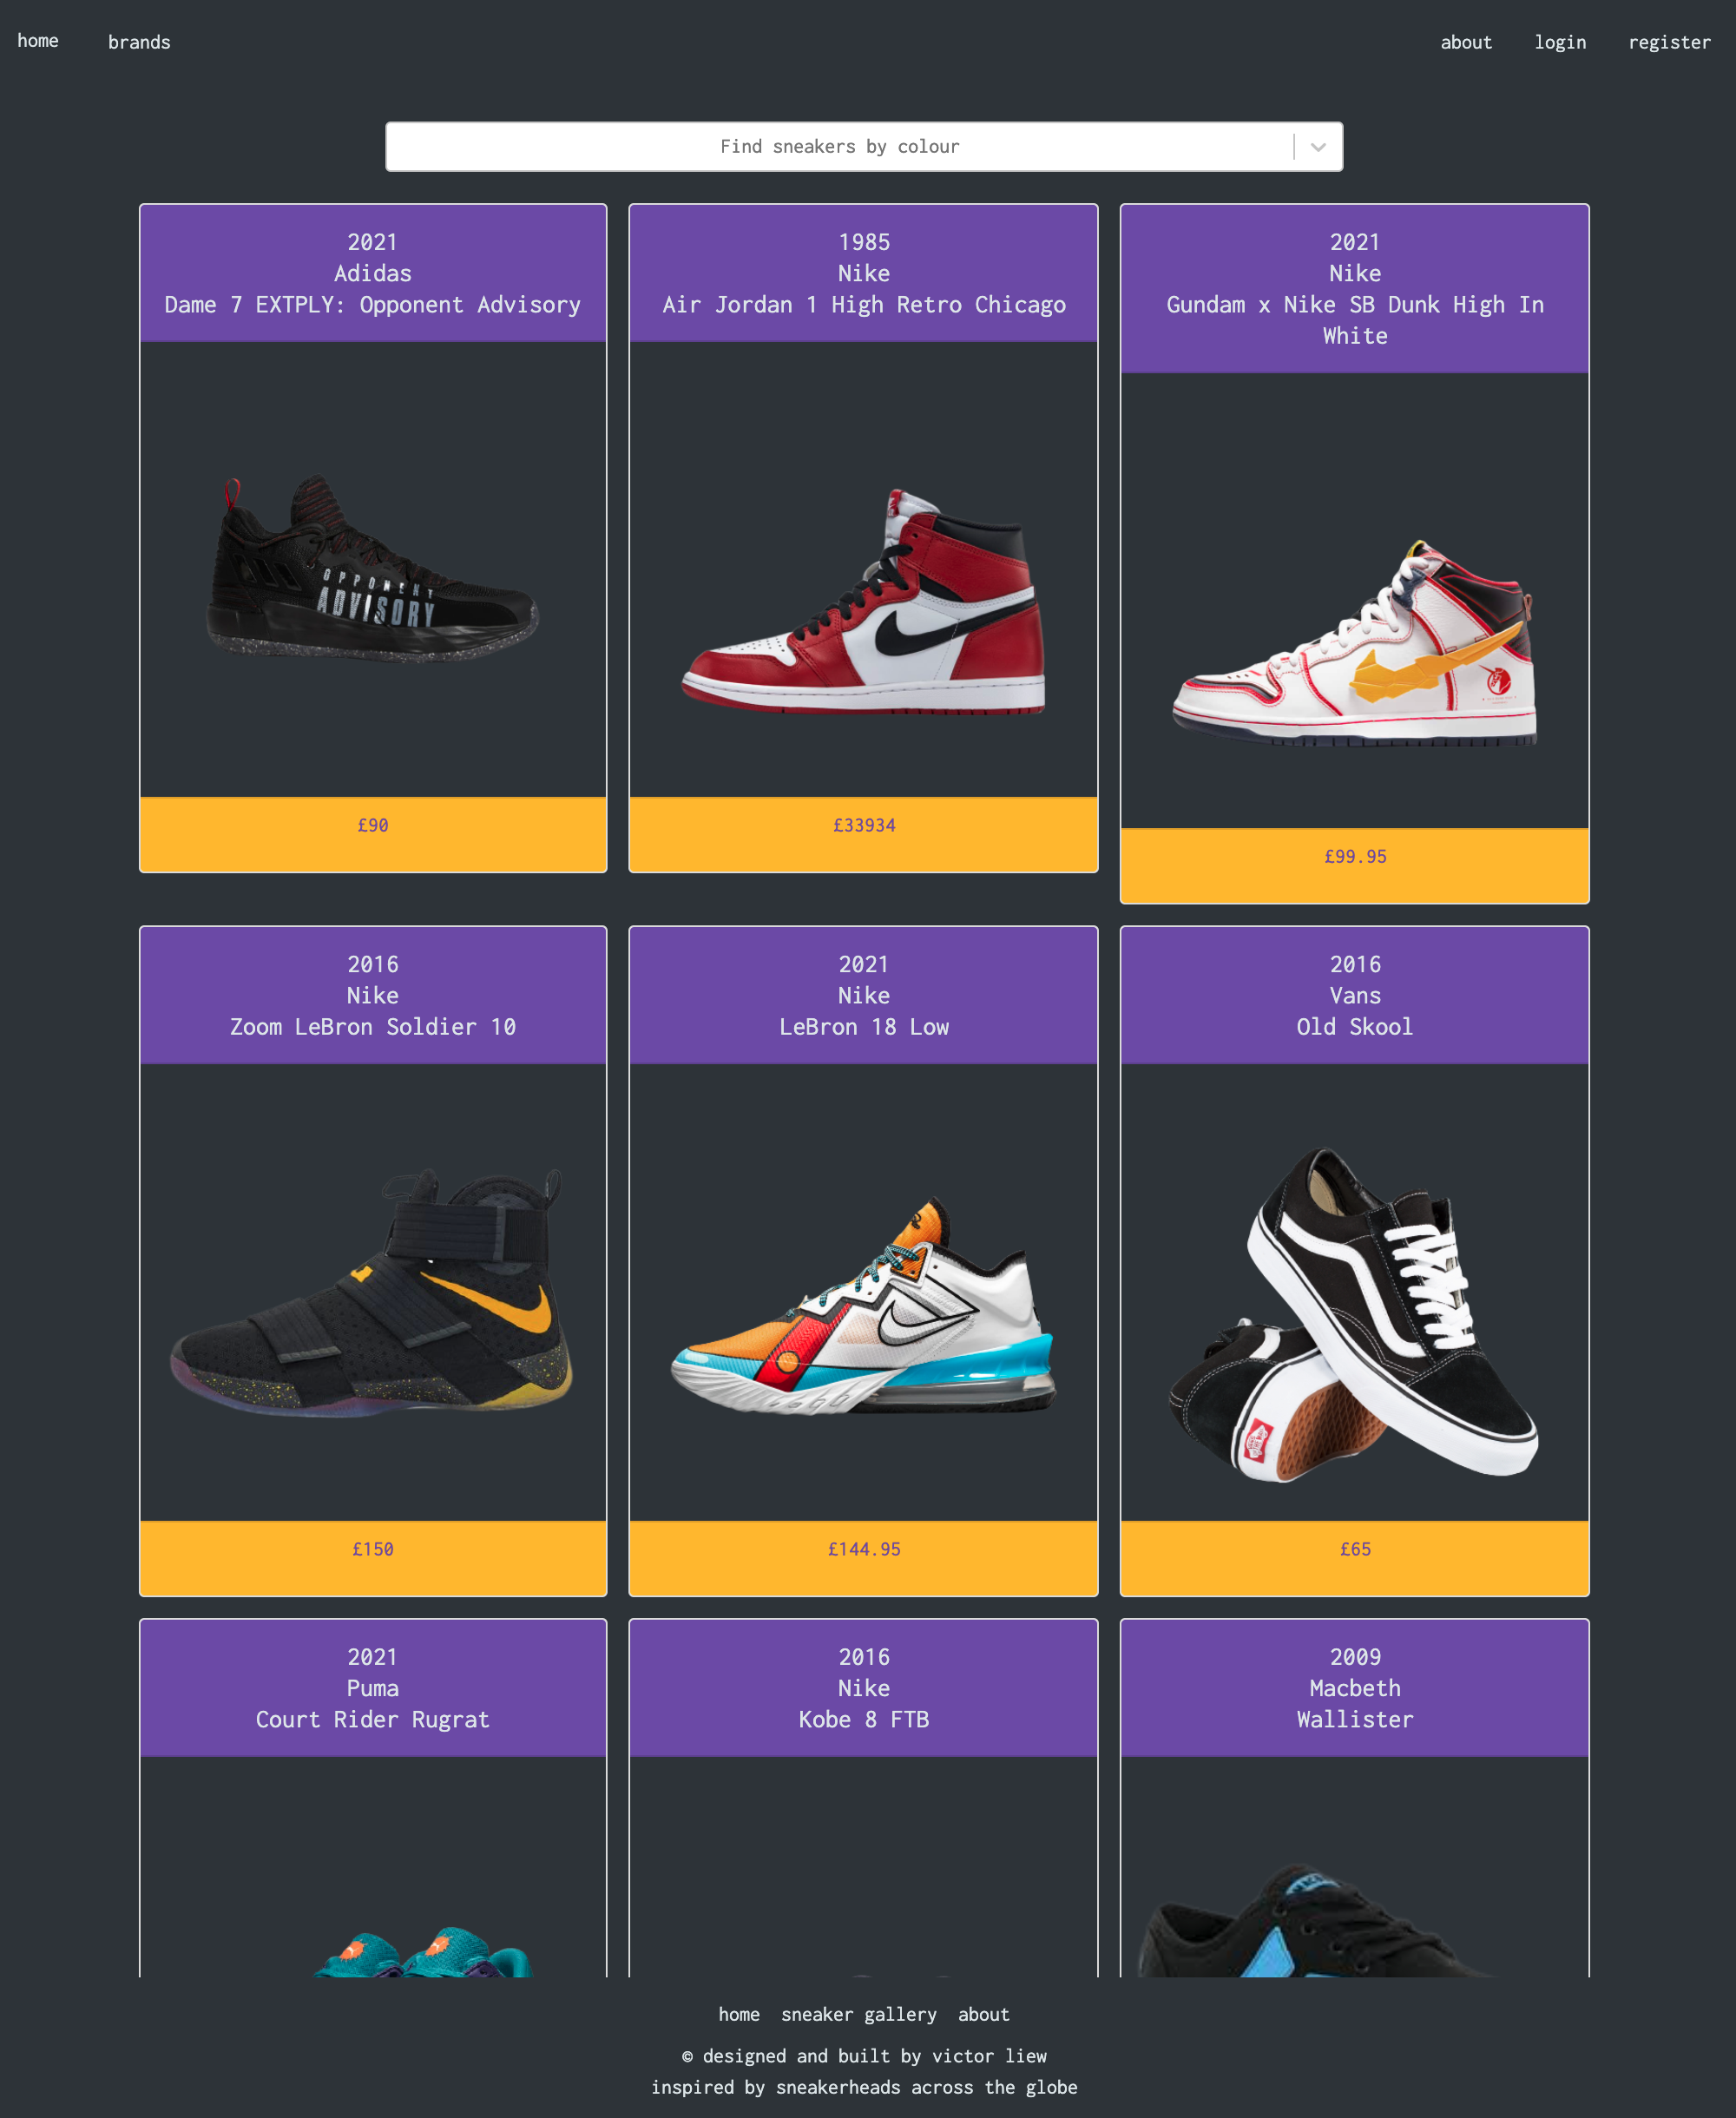 home
brands
about
login
register
Find sneakers by colour
2021
Adidas
Dame 7 EXTPLY: Opponent Advisory
OPPONENT
ADVISORY
£90
1985
Nike
Air Jordan 1 High Retro Chicago
£33934
2021
Nike
Gundam x Nike SB Dunk High In
White
£99.95
2016
Nike
Zoom LeBron Soldier 10
£150
2021
Nike
LeBron 18 Low
£144.95
2016
Vans
Old Skool
£65
2021
Puma
Court Rider Rugrat
2016
Nike
Kobe 8 FTB
2009
Macbeth
Wallister
home sneaker gallery about
© designed and built by victor liew
inspired by sneakerheads across the globe